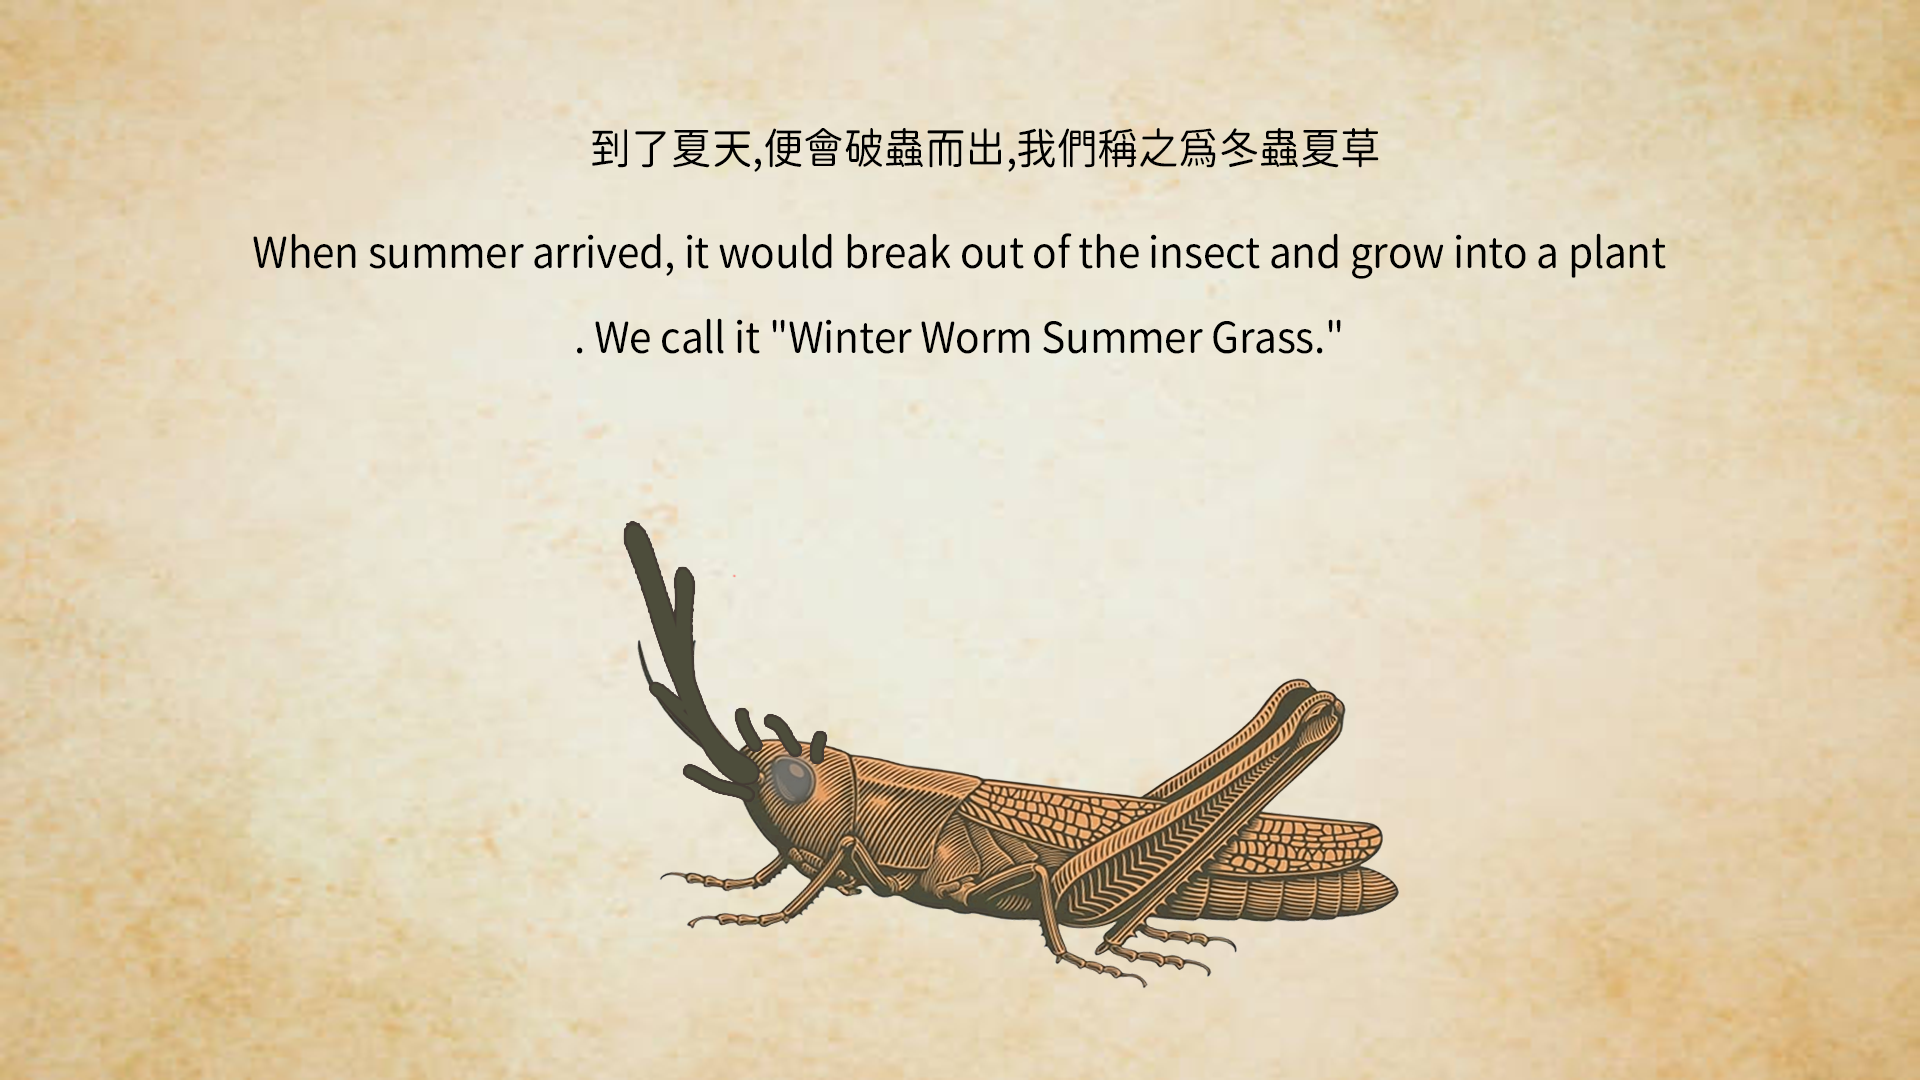 到了夏天,便會破蟲而出,我們稱之爲冬蟲夏草
When summer arrived, it would break out of the insect and grow into a plant
. We call it "Winter Worm Summer Grass."